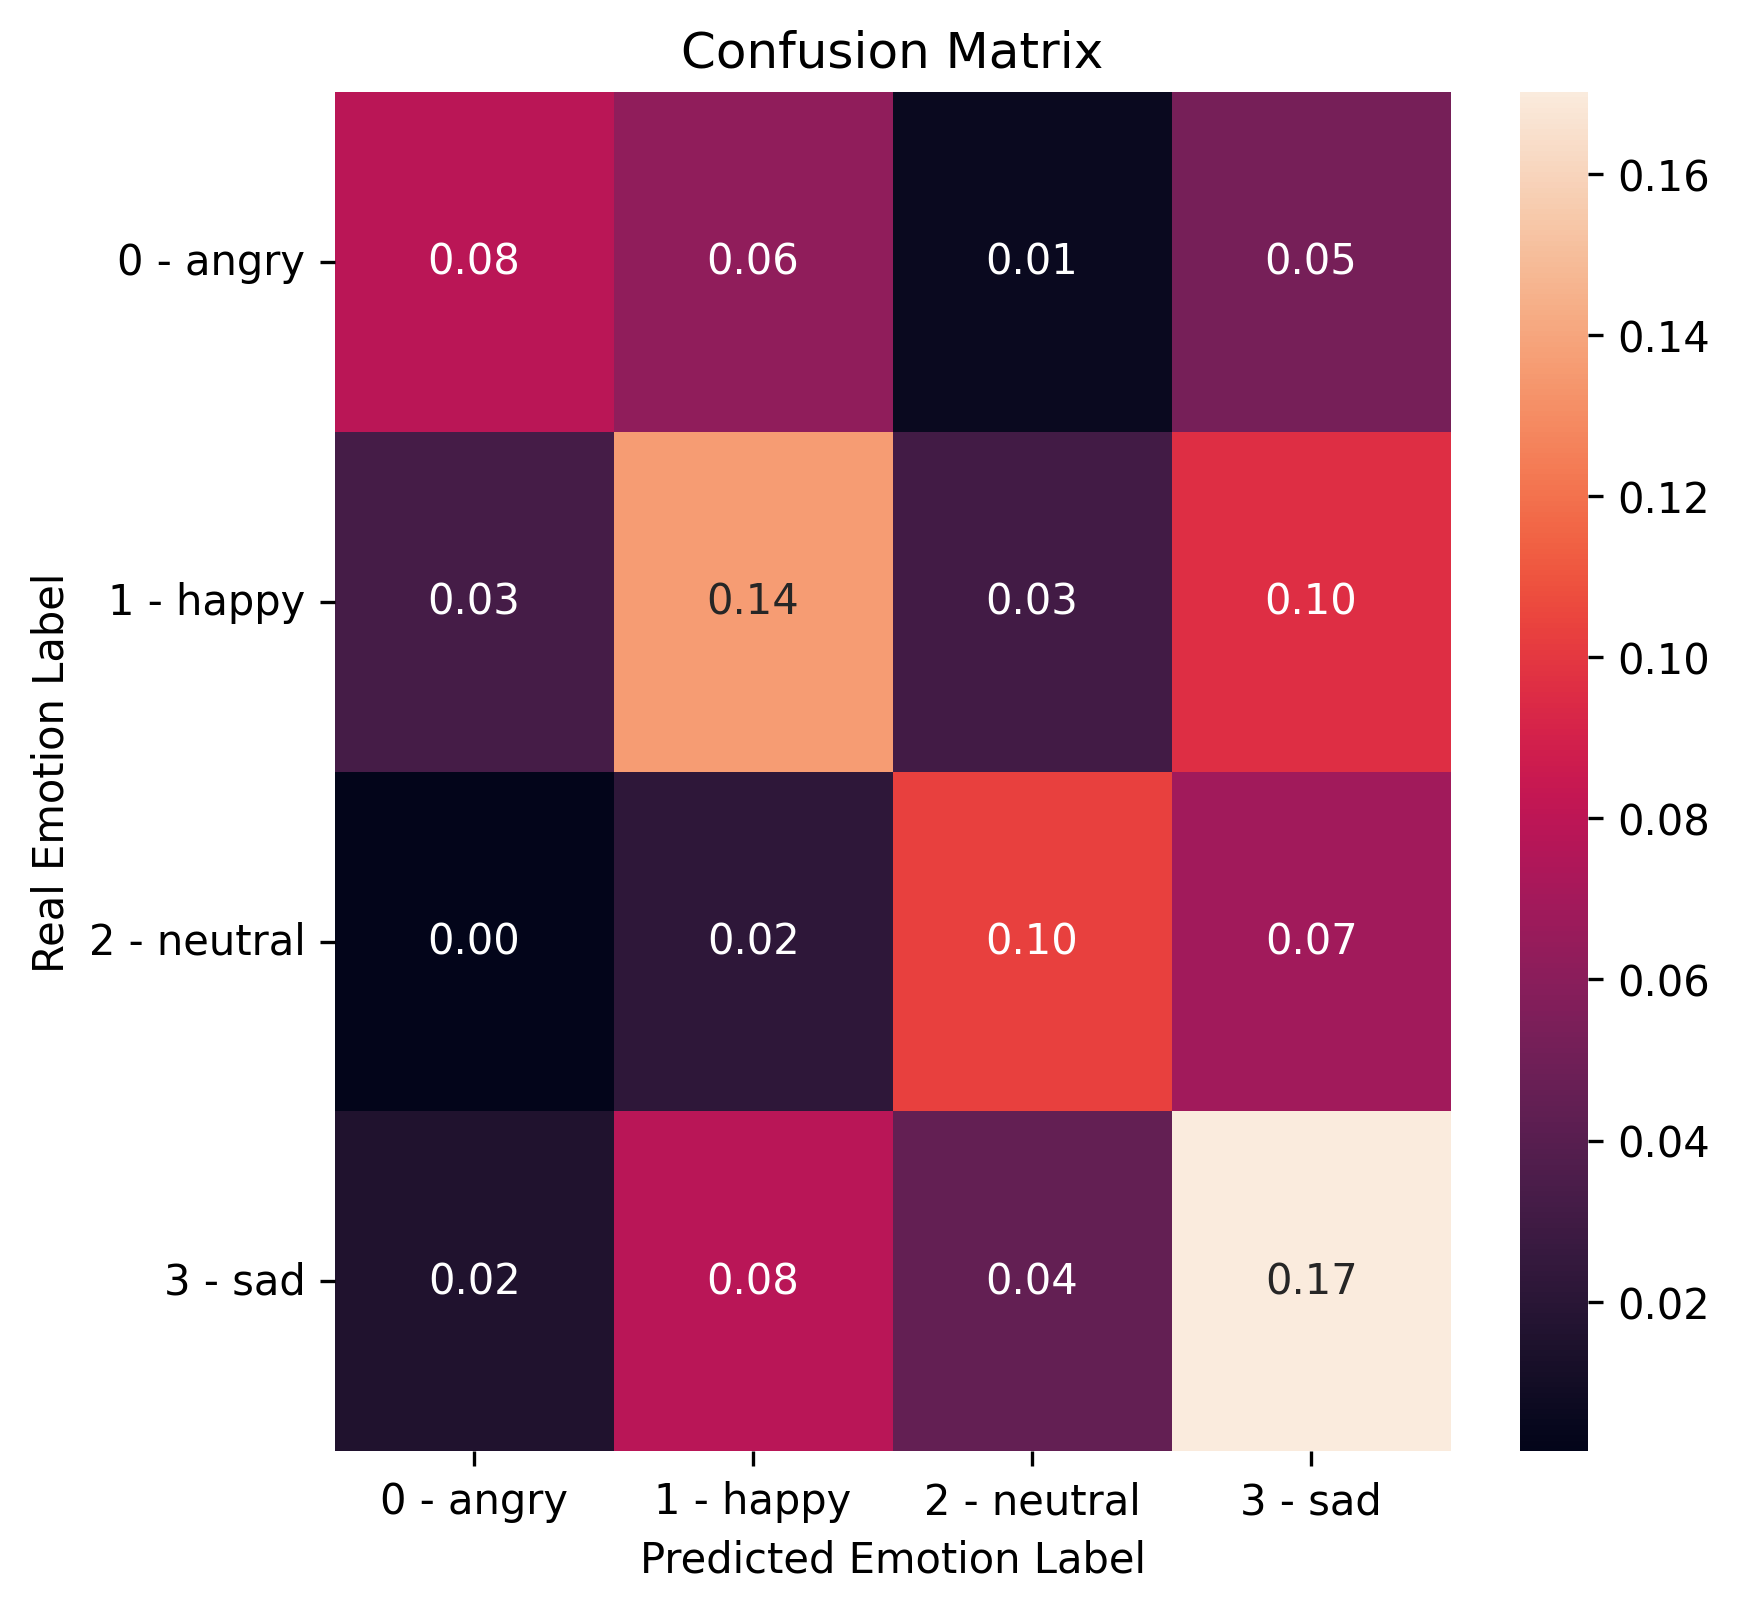 Confusion Matrix
Real Emotion Label
0 - angry
0.08 0.06 0.01 0.05
1 - happy
0.03 0.14 0.03 0.10
2 - neutral
0.00 0.02 0.10 0.07
3 - sad
0.02 0.08 0.04 0.17
0 - angry 1 - happy 2 - neutral 3 - sad
Predicted Emotion Label
0.16
0.14
0.12
0.10
0.08
0.06
0.04
0.02